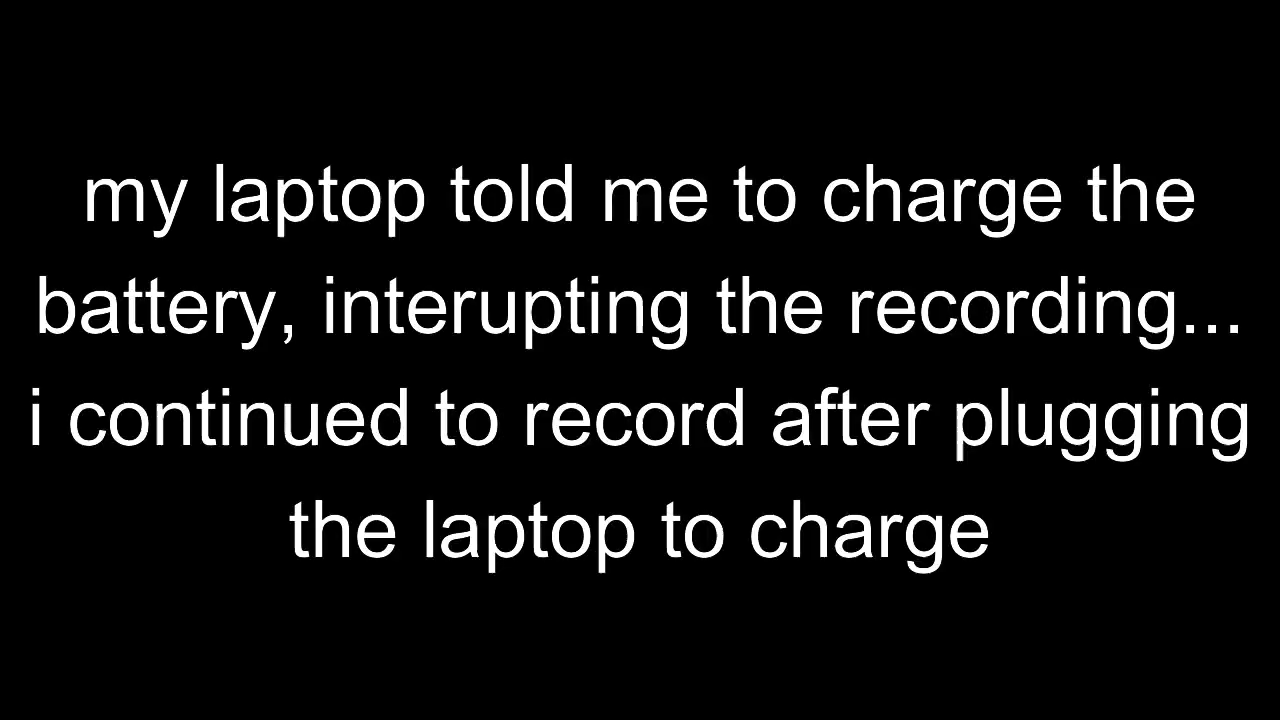 my laptop told me to charge the
battery, interupting the recording...
i continued to record after plugging
the laptop to charge